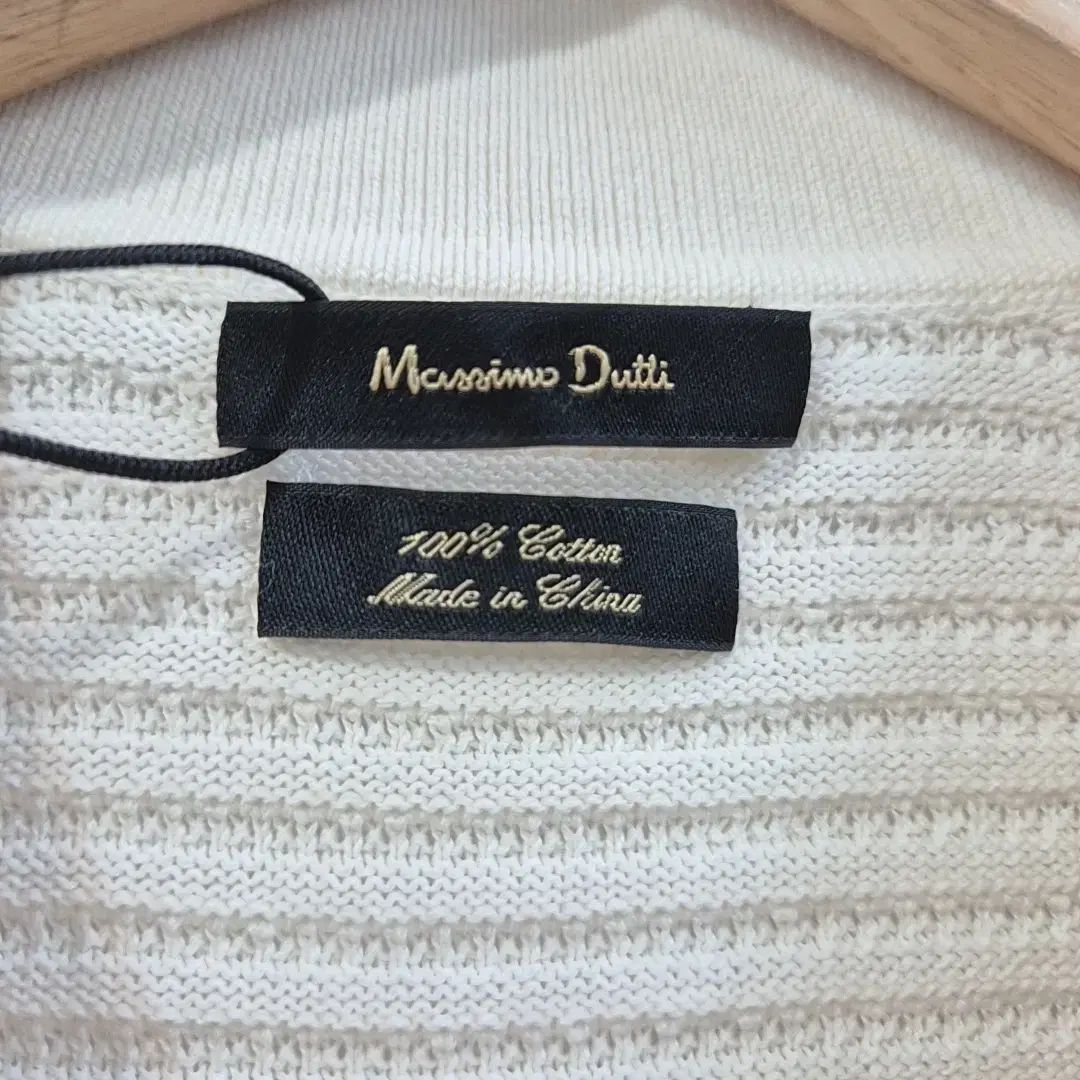 Massimo Dutti
100% Cotton
Made in China